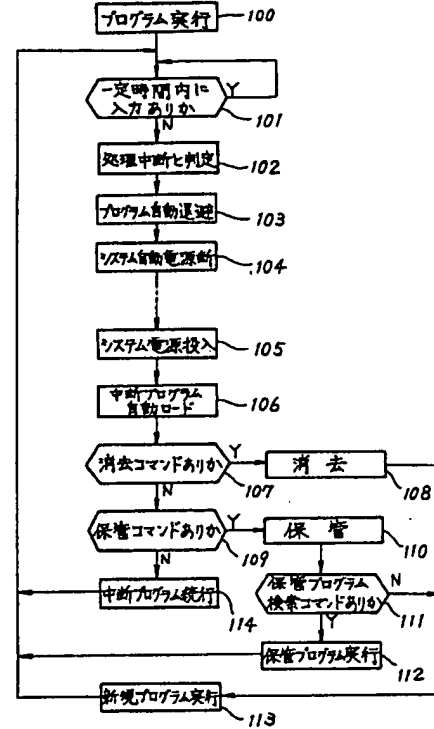 プログラム実行
100
一定時間内に
入力ありか
Y
101
N
処理中断と判定
102
プログラム自動退避
103
システム自動電源断
104
システム電源投入
105
中断プログラム
自動ロード
106
消去コマンドありか
Y
107
消去
108
N
保管コマンドありか
Y
109
保管
110
N
保管プログラム
検索コマンドありか
N
111
Y
中断プログラム続行
114
保管プログラム実行
112
新規プログラム実行
113